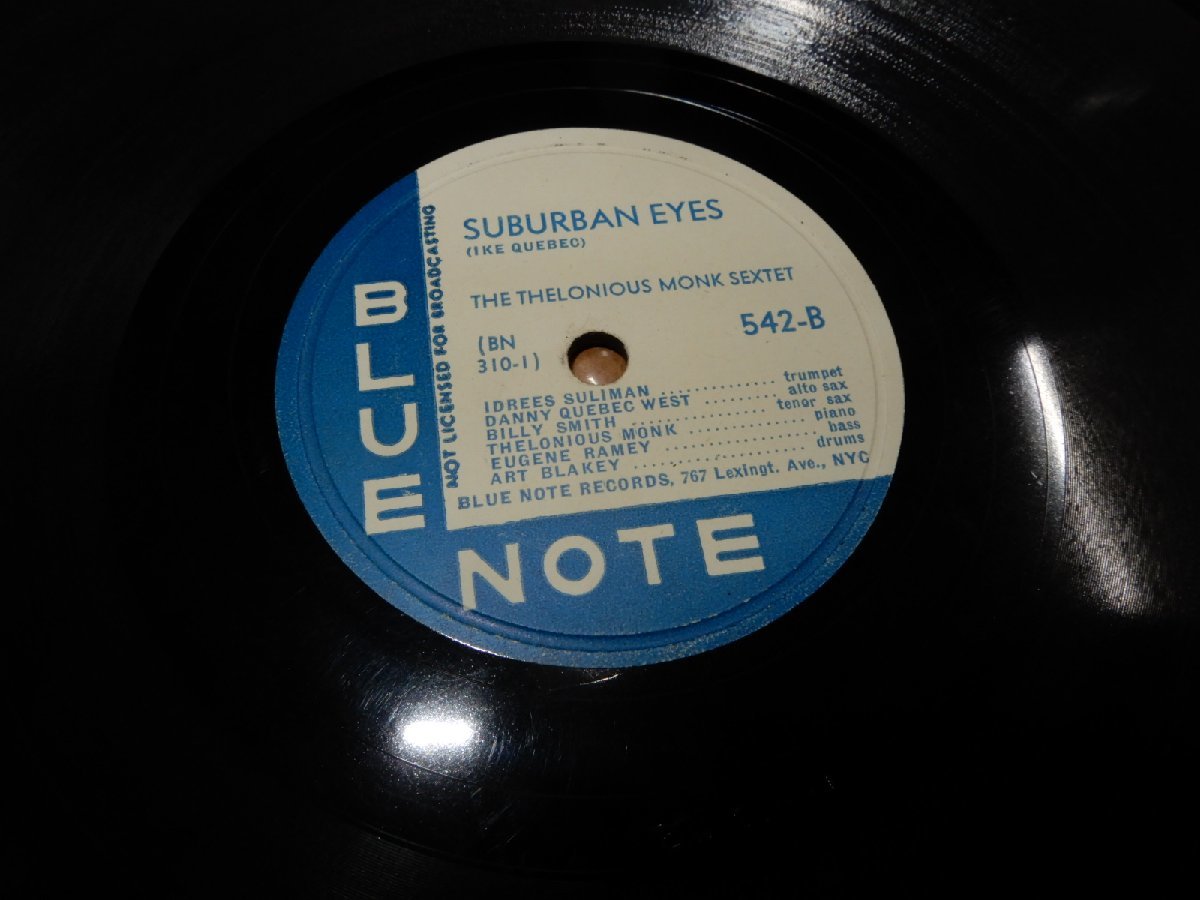 SUBURBAN EYES
(IKE QUEBEC)
THE THELONIOUS MONK SEXTET
542-B
(BN
310-1)
IDREES SULIMAN .............. trumpet
DANNY QUEBEC WEST .......... alto sax
BILLY SMITH ................ tenor sax
THELONIOUS MONK ................ piano
EUGENE RAMEY .................. bass
ART BLAKEY .................... drums
BLUE NOTE RECORDS, 767 Lexingt. Ave., NYC
NOT LICENSED FOR BROADCASTING
BLUE
NOTE